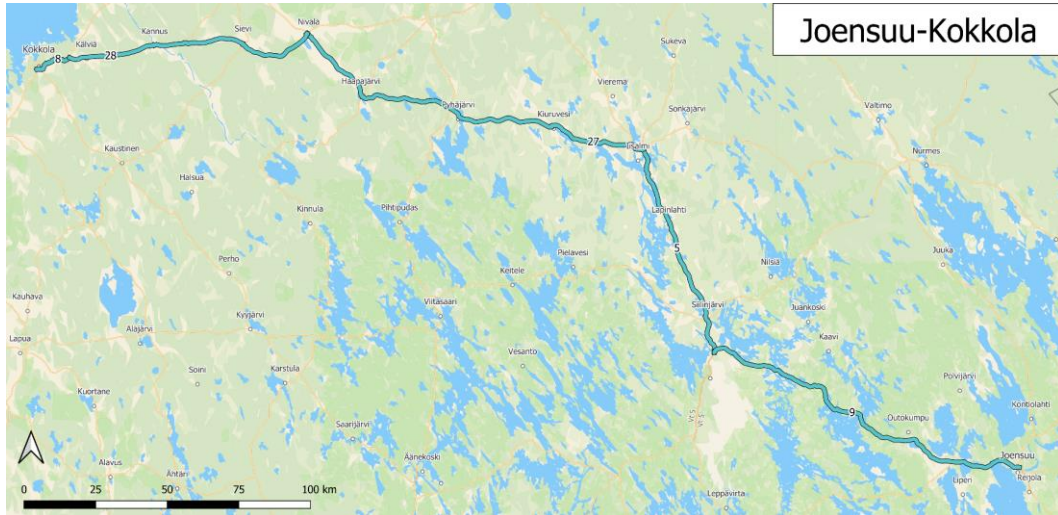 Joensuu-Kokkola
Nivala
Kannus
Sievi
Kälviä
Kokkola
8
28
Sukeva
Haapajärvi
Vieremä
Pyhäjärvi
Sonkajärvi
Valtimo
Kiuruvesi
27
Iisalmi
Nurmes
Kaustinen
Halsua
Kinnula
Pihtipudas
Lapinlahti
5
Pielavesi
Juuka
Perho
Keitele
Nilsiä
Viitasaari
Siilinjärvi
Kauhava
Kyyjärvi
Juankoski
Alajärvi
Lapua
Kaavi
Vesanto
Soini
Karstula
Polvijärvi
Kuortane
9
Kontiolahti
Vt 5
Outokumpu
Saarijärvi
Joensuu
Alavus
Äänekoski
Ähtäri
Liperi
Reijola
Leppävirta
0 25 50 75 100 km